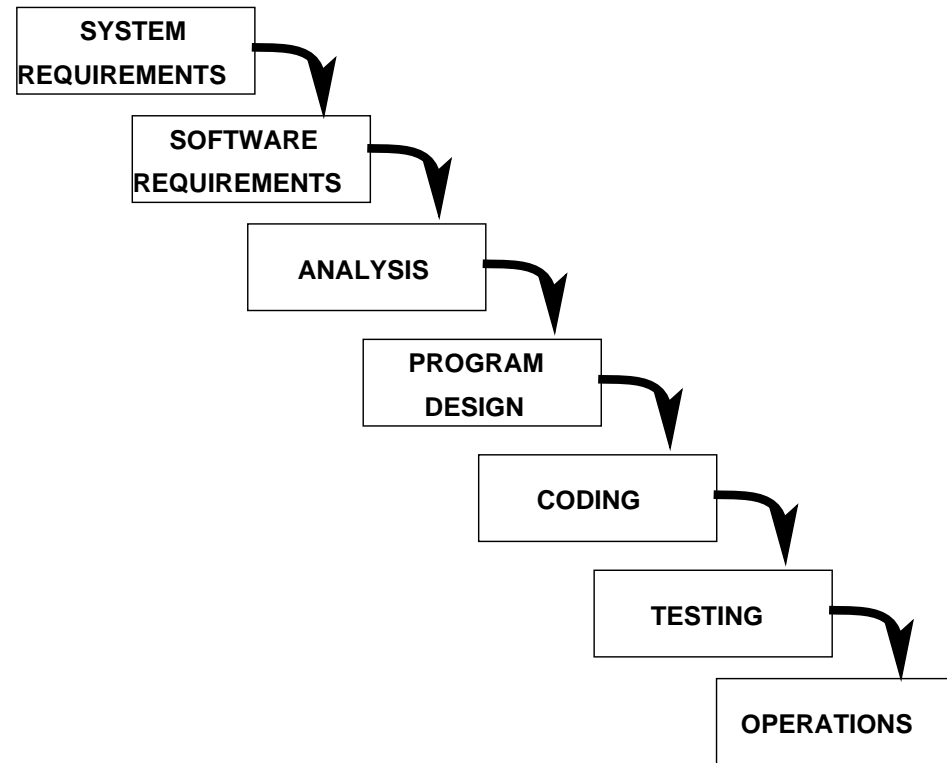 SYSTEM
REQUIREMENTS
SOFTWARE
REQUIREMENTS
ANALYSIS
PROGRAM
DESIGN
CODING
TESTING
OPERATIONS